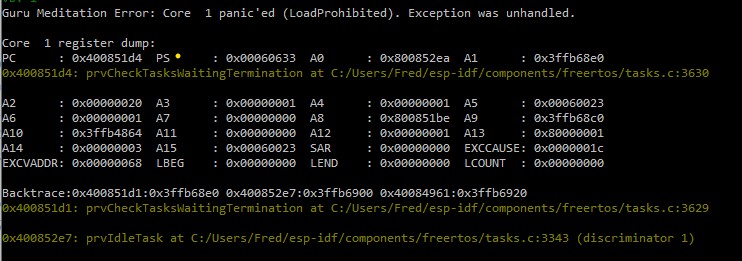 Guru Meditation Error: Core  1 panic'ed (LoadProhibited). Exception was unhandled.
Core  1 register dump:
PC      : 0x400851d4  PS      : 0x00060633  A0      : 0x800852ea  A1      : 0x3ffb68e0
0x400851d4: prvCheckTasksWaitingTermination at C:/Users/Fred/esp-idf/components/freertos/tasks.c:3630
A2      : 0x00000020  A3      : 0x00000001  A4      : 0x00000001  A5      : 0x00060023
A6      : 0x00000001  A7      : 0x00000000  A8      : 0x800851be  A9      : 0x3ffb68c0
A10     : 0x3ffb4864  A11     : 0x00000000  A12     : 0x00000001  A13     : 0x80000001
A14     : 0x00000003  A15     : 0x00060023  SAR     : 0x00000000  EXCCAUSE: 0x0000001c
EXCVADDR: 0x00000068  LBEG    : 0x00000000  LEND    : 0x00000000  LCOUNT  : 0x00000000
Backtrace:0x400851d1:0x3ffb68e0 0x400852e7:0x3ffb6900 0x40084961:0x3ffb6920
0x400851d1: prvCheckTasksWaitingTermination at C:/Users/Fred/esp-idf/components/freertos/tasks.c:3629
0x400852e7: prvIdleTask at C:/Users/Fred/esp-idf/components/freertos/tasks.c:3343 (discriminator 1)